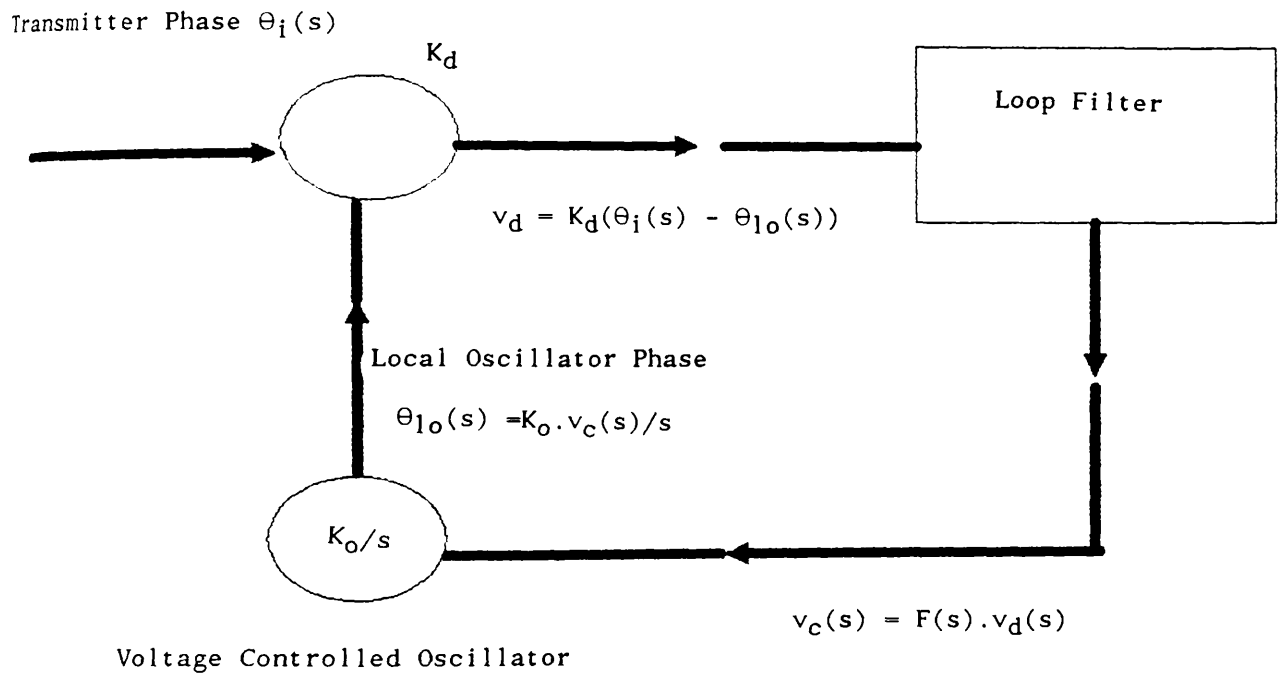 Transmitter Phase Θi(s)
Kd
Loop Filter
vd = Kd(Θi(s) - Θlo(s))
Local Oscillator Phase
Θlo(s) =Ko.vc(s)/s
Ko/s
vc(s) = F(s).vd(s)
Voltage Controlled Oscillator